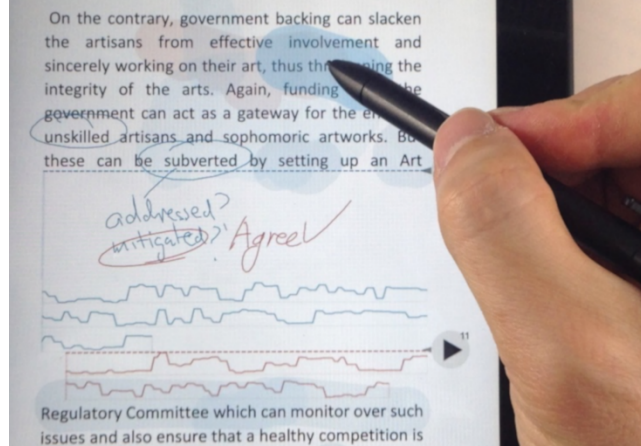 On the contrary, government backing can slacken
the artisans from effective involvement and
sincerely working on their art, thus the
integrity of the arts. Again, funding
government can act as a gateway for the
unskilled artisans and sophomoric artworks.
these can be subverted by setting up an Art
addressed?
mitigated?! Agree
11
Regulatory Committee which can monitor over such
issues and also ensure that a healthy competition is